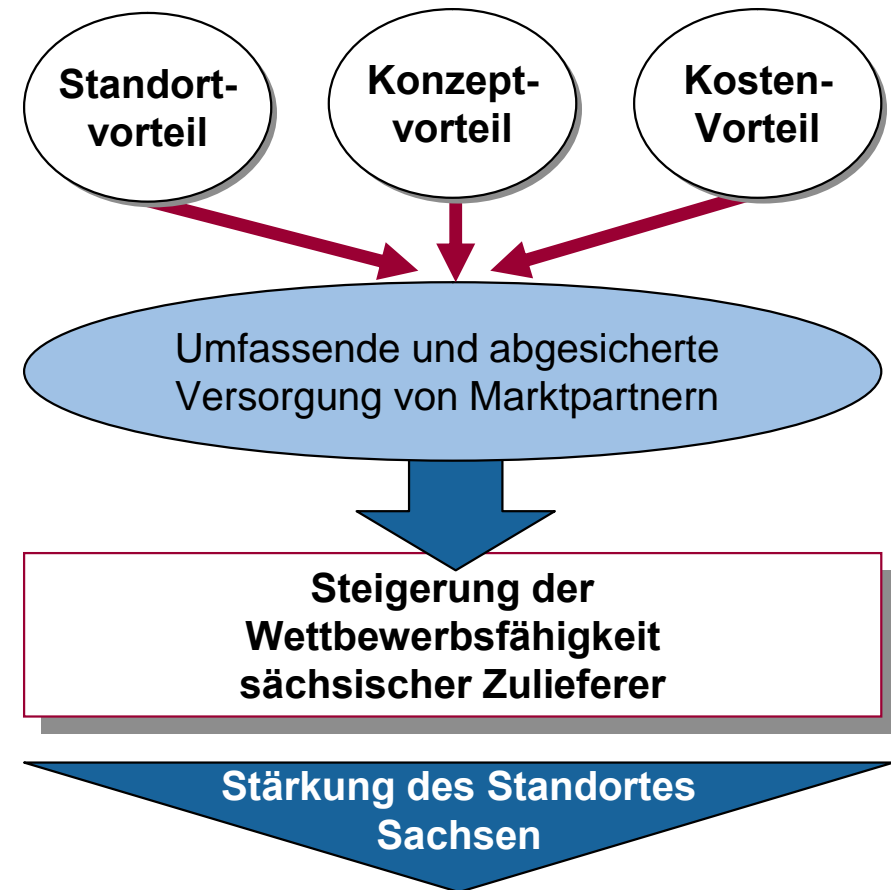 Standort-
vorteil
Konzept-
vorteil
Kosten-
Vorteil
Umfassende und abgesicherte
Versorgung von Marktpartnern
Steigerung der
Wettbewerbsfähigkeit
sächsischer Zulieferer
Stärkung des Standortes
Sachsen